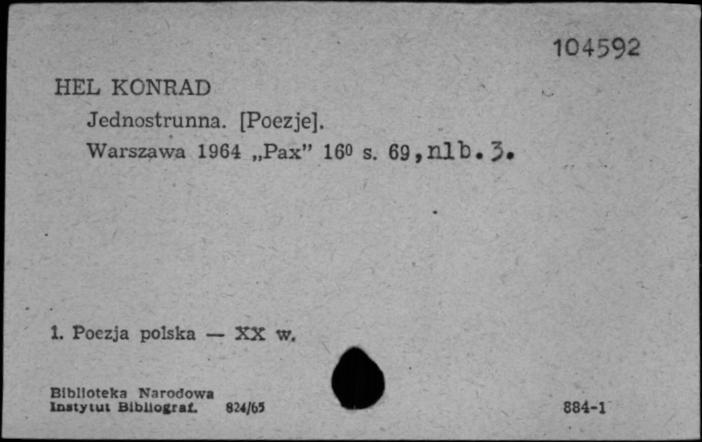 104592
HEL KONRAD
Jednostrunna. [Poezje].
Warszawa 1964 „Pax” 16⁰ s. 69, nlb. 3.
1. Poezja polska — XX w.
Biblioteka Narodowa
Instytut Bibliograf. 824/65
884-1